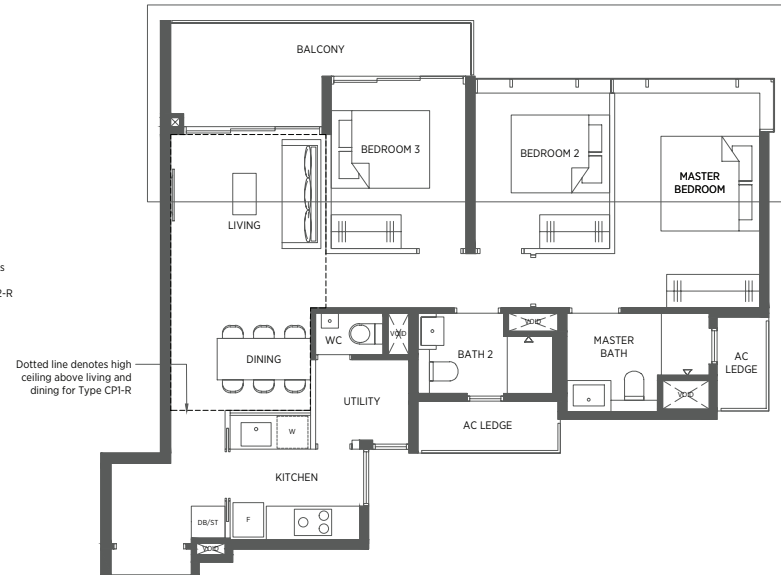 BALCONY
BEDROOM 3
BEDROOM 2
MASTER
BEDROOM
LIVING
s
2-R
WC
VOID
VOID
MASTER
BATH
BATH 2
DINING
AC
LEDGE
Dotted line denotes high
ceiling above living and
dining for Type CP1-R
UTILITY
VOID
AC LEDGE
W
KITCHEN
DB/ST
F
VOID